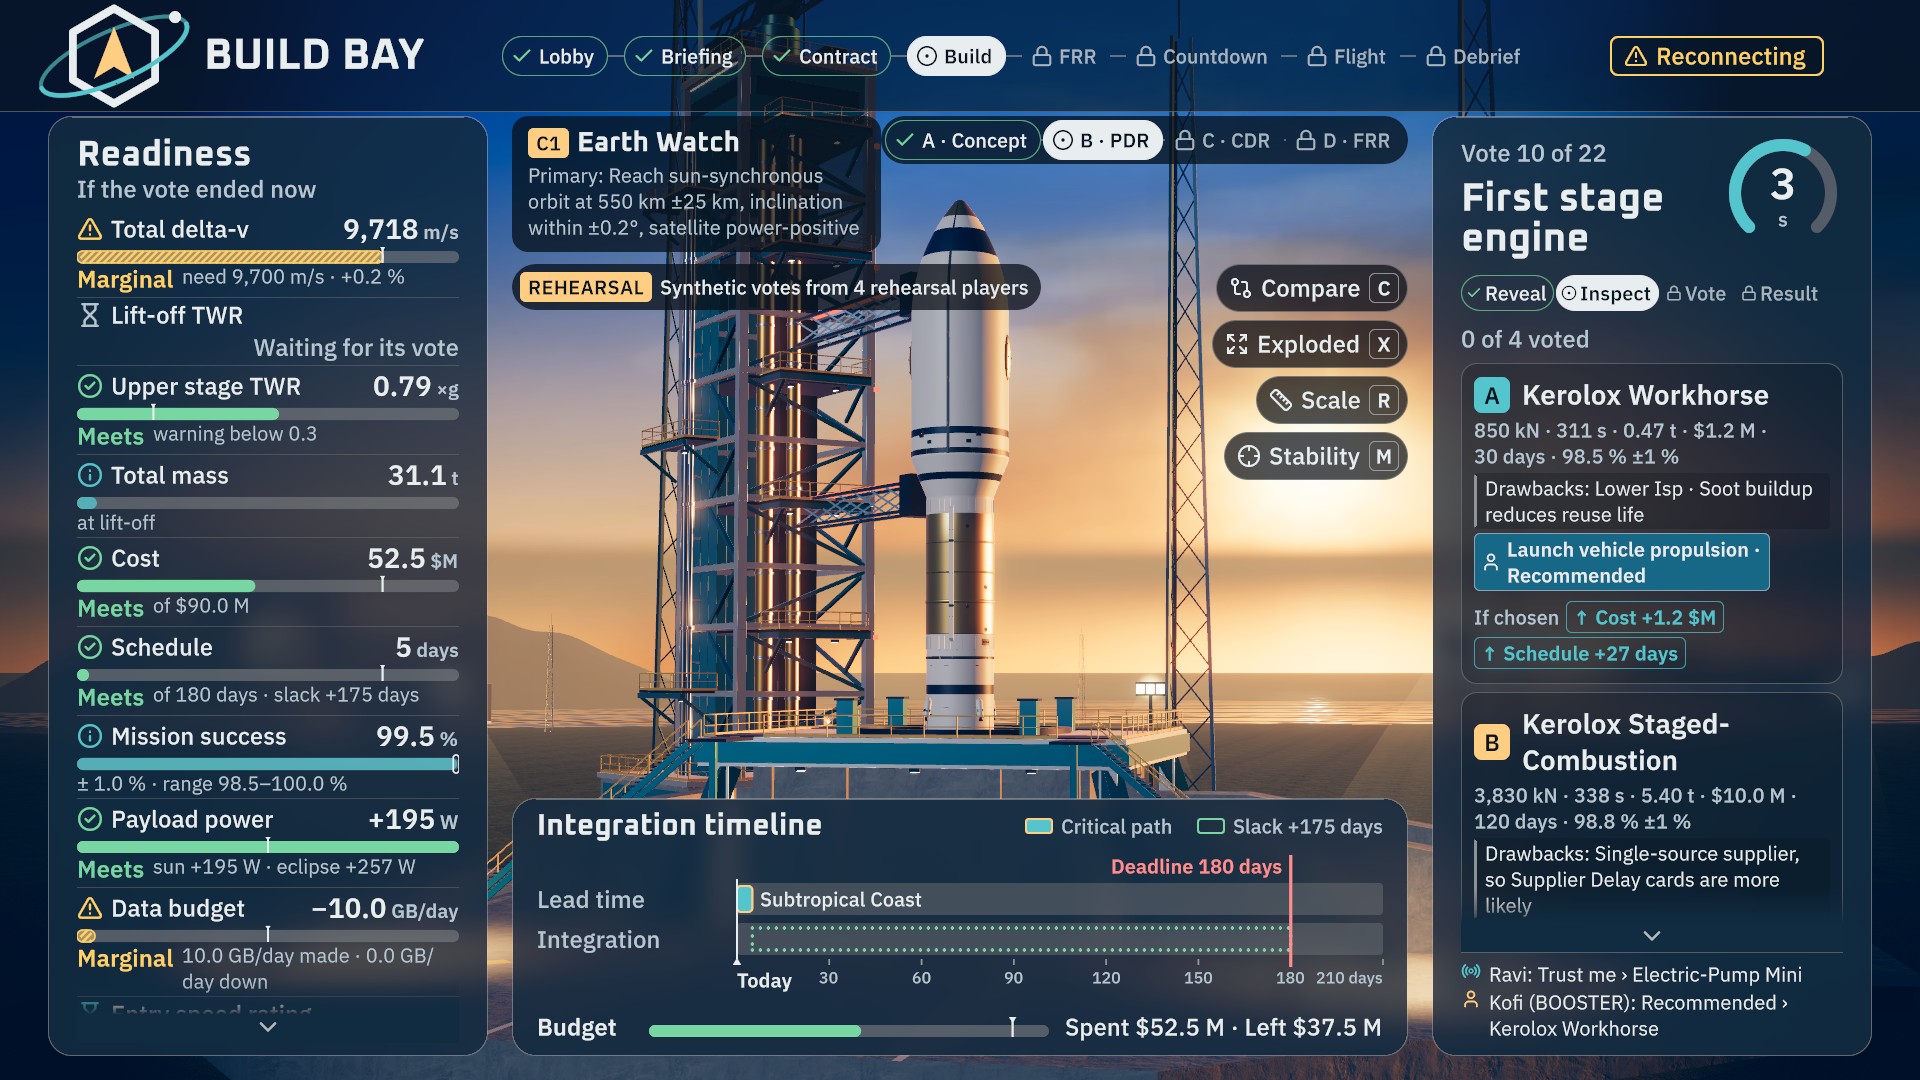 BUILD BAY
Lobby
Briefing
Contract
Build
FRR
Countdown
Flight
Debrief
Reconnecting
Readiness
If the vote ended now
Total delta-v 9,718 m/s
Marginal need 9,700 m/s · +0.2 %
Lift-off TWR
Waiting for its vote
Upper stage TWR 0.79 ×g
Meets warning below 0.3
Total mass 31.1 t
at lift-off
Cost 52.5 $M
Meets of $90.0 M
Schedule 5 days
Meets of 180 days · slack +175 days
Mission success 99.5 %
± 1.0 % · range 98.5–100.0 %
Payload power +195 W
Meets sun +195 W · eclipse +257 W
Data budget −10.0 GB/day
Marginal 10.0 GB/day made · 0.0 GB/
day down
Entry speed rating
C1 Earth Watch
Primary: Reach sun-synchronous
orbit at 550 km ±25 km, inclination
within ±0.2°, satellite power-positive
A · Concept
B · PDR
C · CDR
D · FRR
REHEARSAL Synthetic votes from 4 rehearsal players
Compare C
Exploded X
Scale R
Stability M
Integration timeline
Critical path
Slack +175 days
Deadline 180 days
Lead time
Subtropical Coast
Integration
Today 30 60 90 120 150 180 210 days
Budget
Spent $52.5 M · Left $37.5 M
Vote 10 of 22
First stage
engine
3
s
Reveal
Inspect
Vote
Result
0 of 4 voted
A Kerolox Workhorse
850 kN · 311 s · 0.47 t · $1.2 M ·
30 days · 98.5 % ±1 %
Drawbacks: Lower Isp · Soot buildup
reduces reuse life
Launch vehicle propulsion ·
Recommended
If chosen ↑ Cost +1.2 $M
↑ Schedule +27 days
B Kerolox Staged-
Combustion
3,830 kN · 338 s · 5.40 t · $10.0 M ·
120 days · 98.8 % ±1 %
Drawbacks: Single-source supplier,
so Supplier Delay cards are more
likely
Ravi: Trust me › Electric-Pump Mini
Kofi (BOOSTER): Recommended ›
Kerolox Workhorse